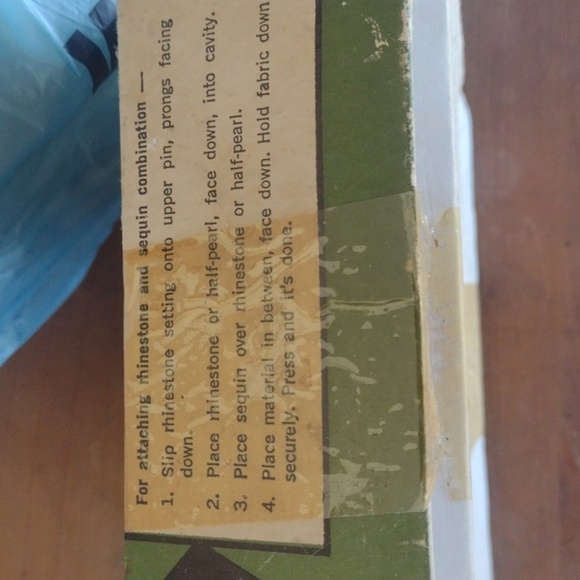 For attaching rhinestone and sequin combination —
1. Slip rhinestone setting onto upper pin, prongs facing
down.
2. Place rhinestone or half-pearl, face down, into cavity.
3. Place sequin over rhinestone or half-pearl.
4. Place material in between, face down. Hold fabric down
securely. Press and it's done.